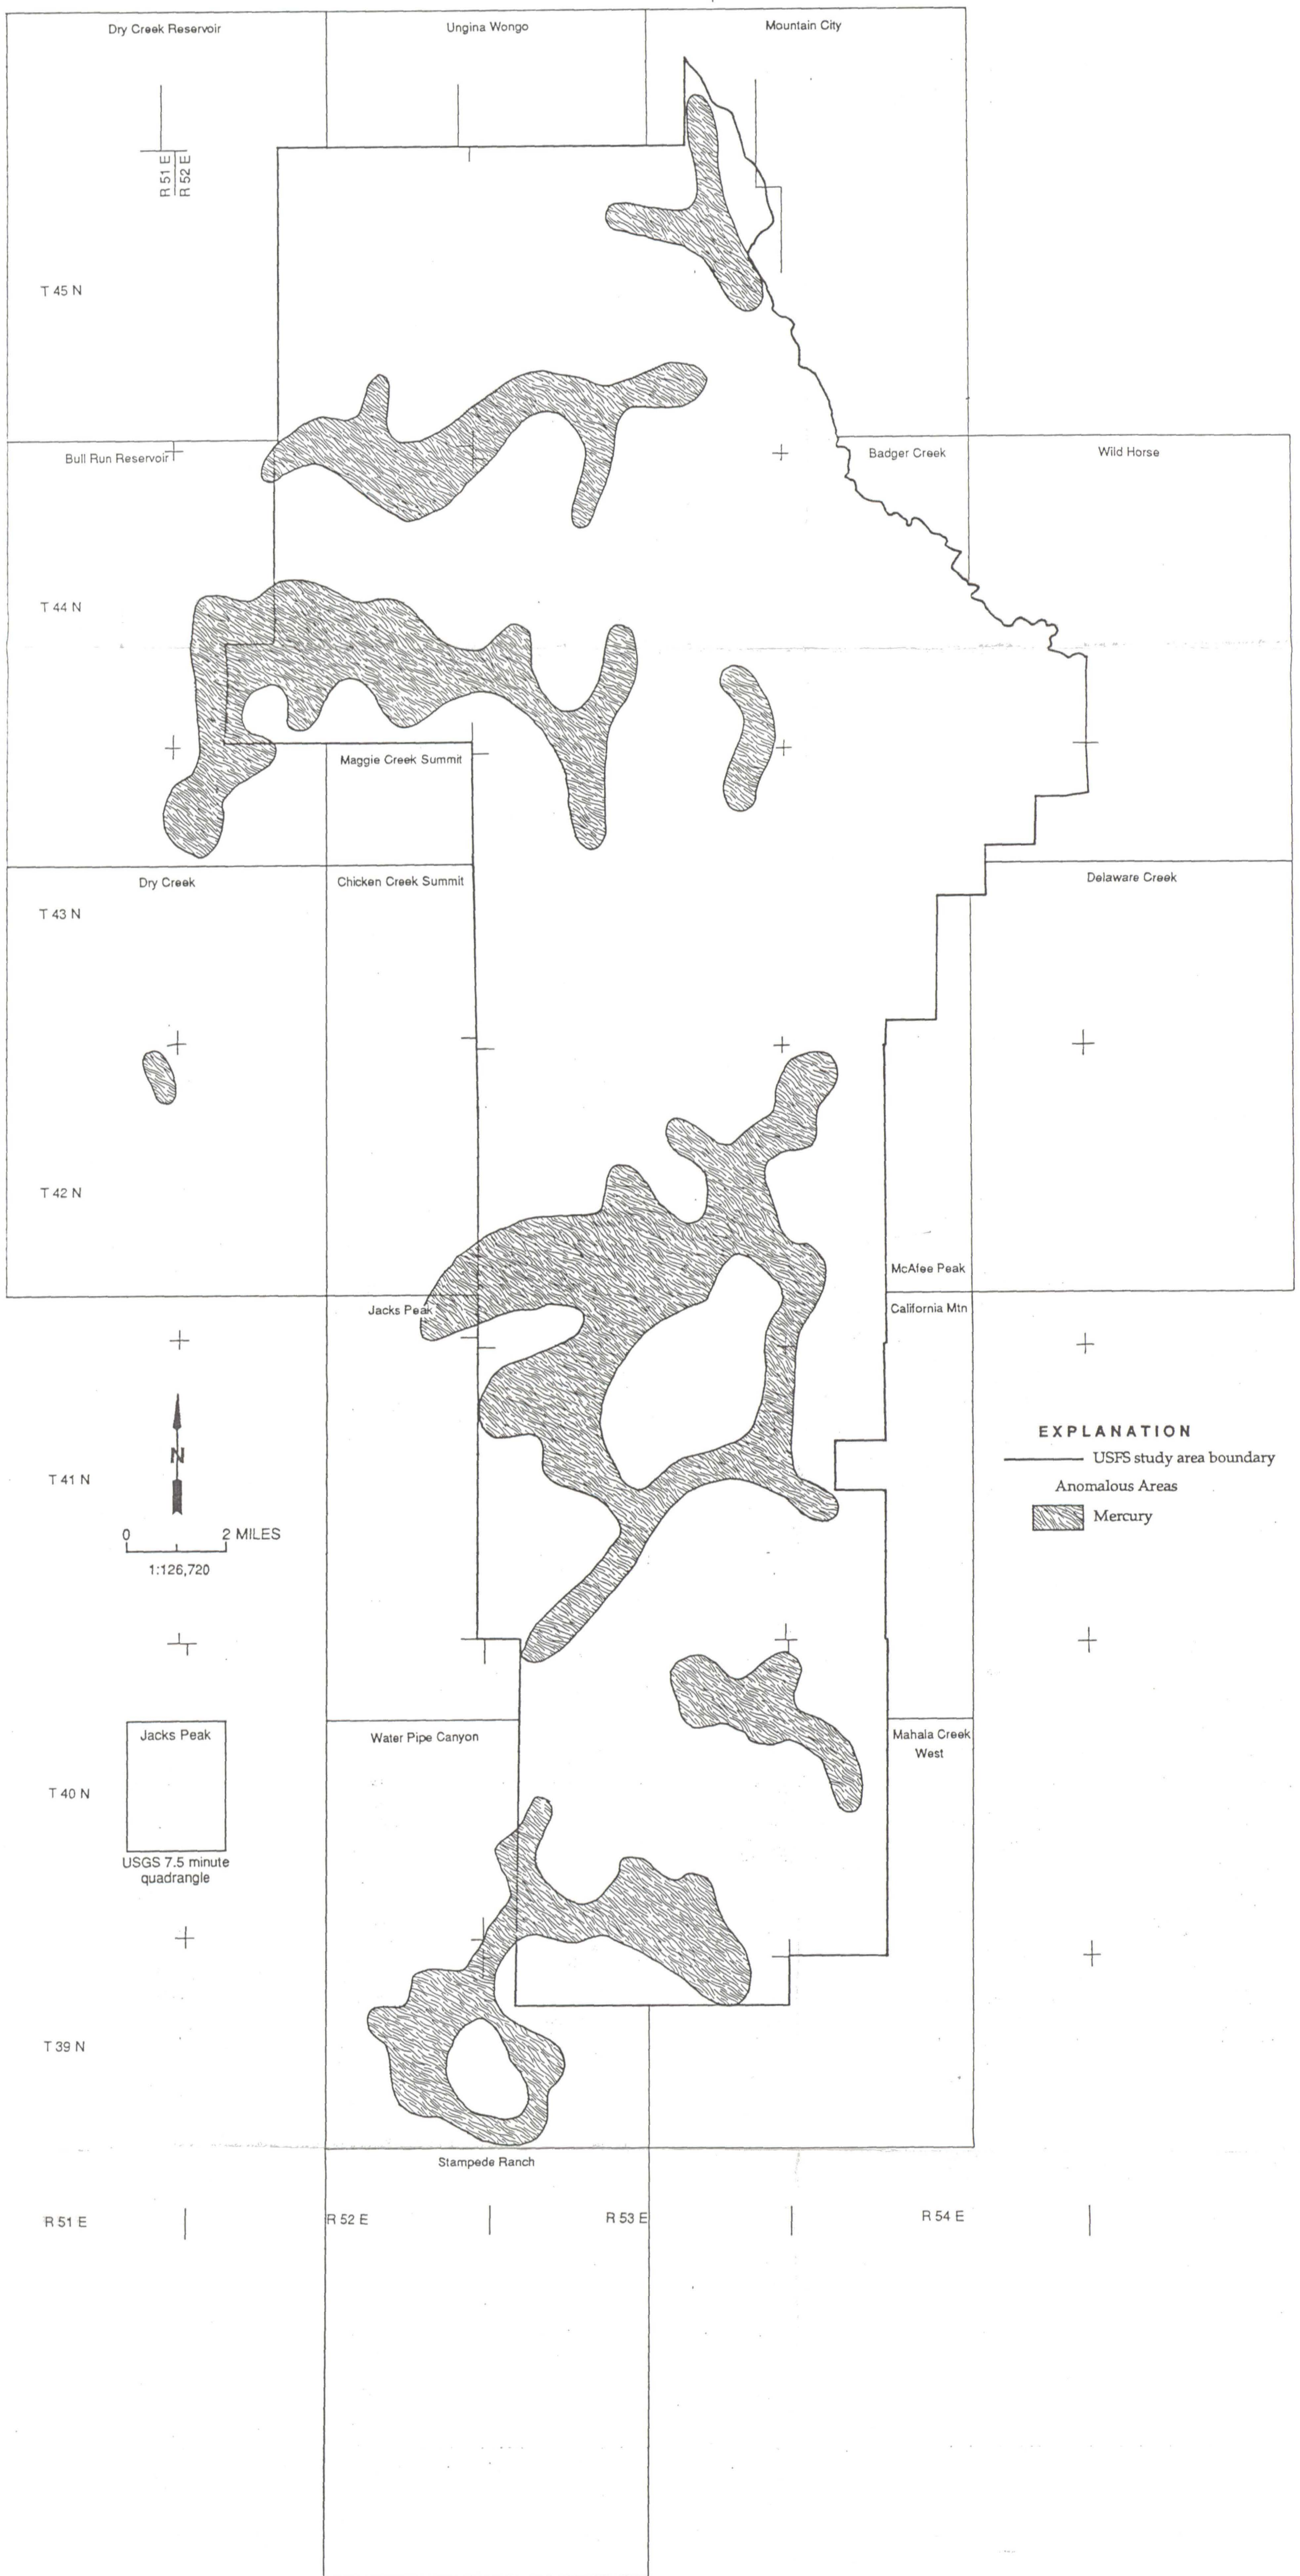 Dry Creek Reservoir
Ungina Wongo
Mountain City
R 51 E
R 52 E
T 45 N
Bull Run Reservoir
Badger Creek
Wild Horse
T 44 N
Maggie Creek Summit
Dry Creek
Chicken Creek Summit
Delaware Creek
T 43 N
T 42 N
McAfee Peak
Jacks Peak
California Mtn
EXPLANATION
USFS study area boundary
Anomalous Areas
Mercury
N
T 41 N
0 2 MILES
1:126,720
Jacks Peak
Water Pipe Canyon
Mahala Creek
West
T 40 N
USGS 7.5 minute
quadrangle
T 39 N
Stampede Ranch
R 51 E
R 52 E
R 53 E
R 54 E